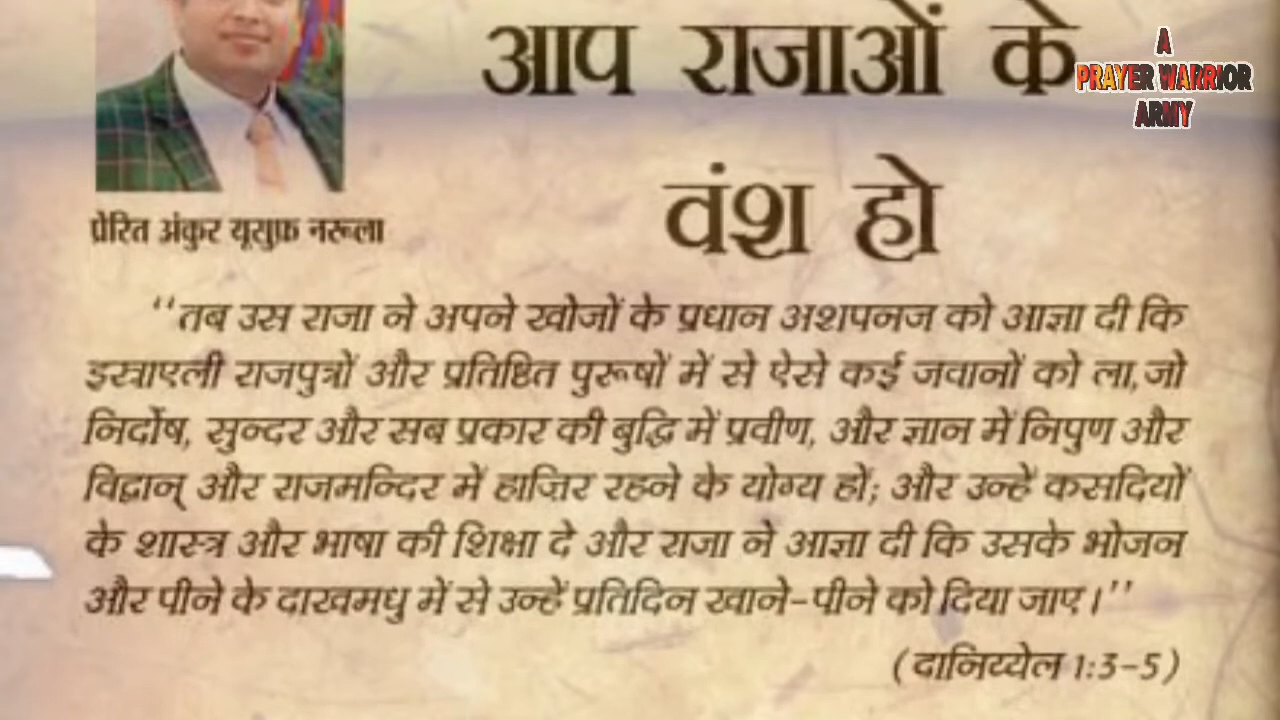 आप राजाओं के
वंश हो
A
PRAYER WARRIOR
ARMY
प्रेरित अंकुर यूसुफ़ नरूला
‘‘तब उस राजा ने अपने खोजों के प्रधान अशपनज को आज्ञा दी कि
इस्राएली राजपुत्रों और प्रतिष्ठित पुरूषों में से ऐसे कई जवानों को ला,जो
निर्दोष, सुन्दर और सब प्रकार की बुद्धि में प्रवीण, और ज्ञान में निपुण और
विद्वान् और राजमन्दिर में हाज़िर रहने के योग्य हों; और उन्हें कसदियों
के शास्त्र और भाषा की शिक्षा दे और राजा ने आज्ञा दी कि उसके भोजन
और पीने के दाखमधु में से उन्हें प्रतिदिन खाने-पीने को दिया जाए।’’
(दानिय्येल 1:3-5)